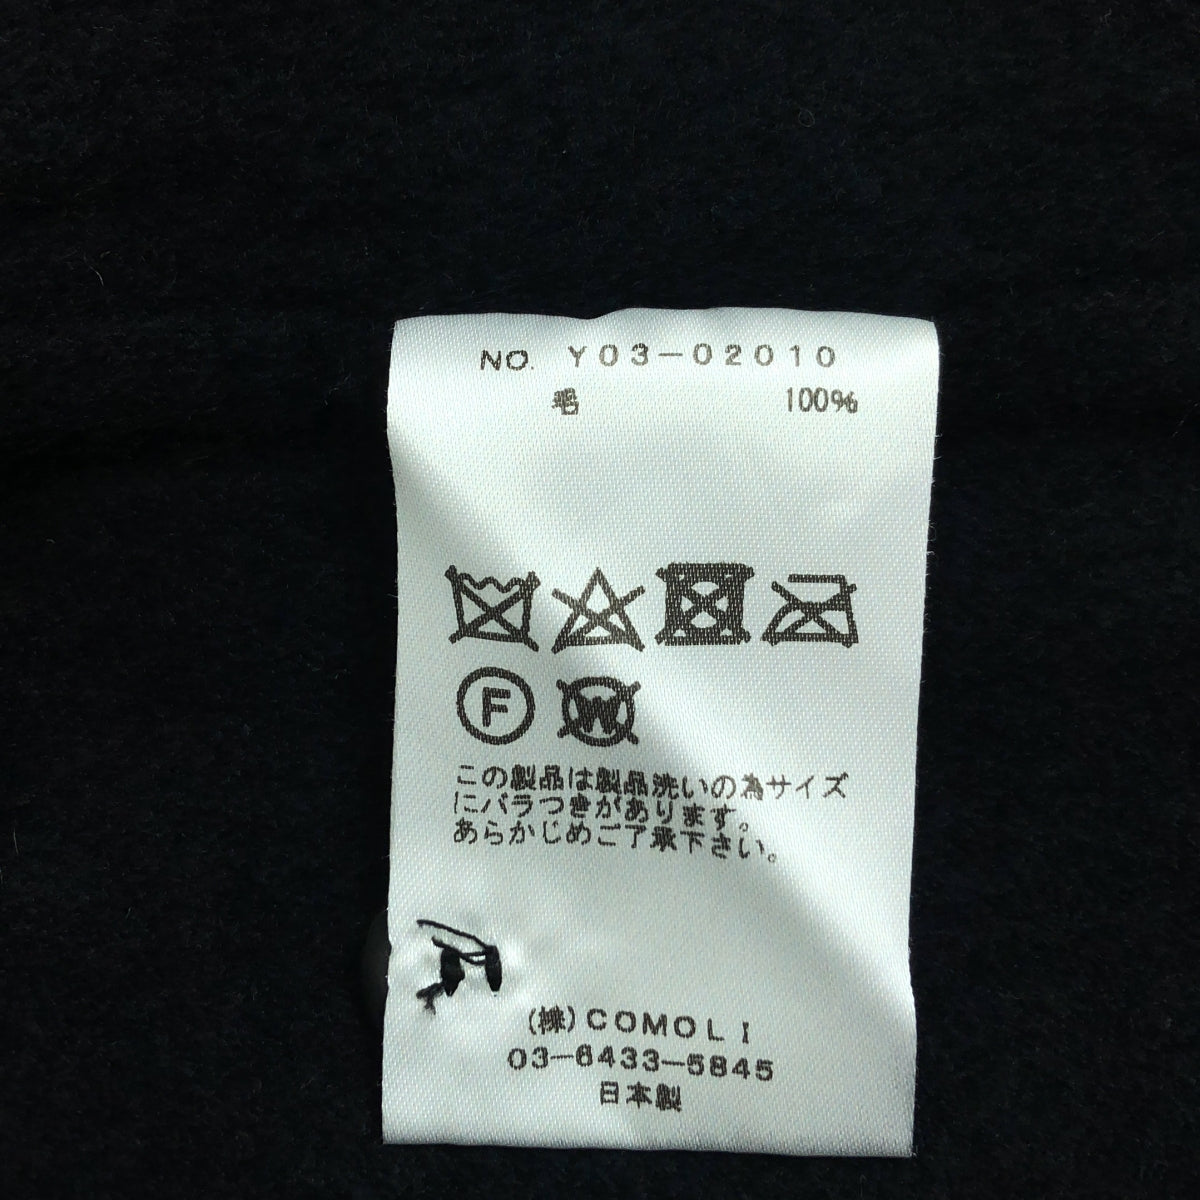 NO. Y03-02010
毛 100%
F W
この製品は製品洗いの為サイズ
にバラつきがあります。
あらかじめご了承下さい。
(株)COMOLI
03-6433-5845
日本製